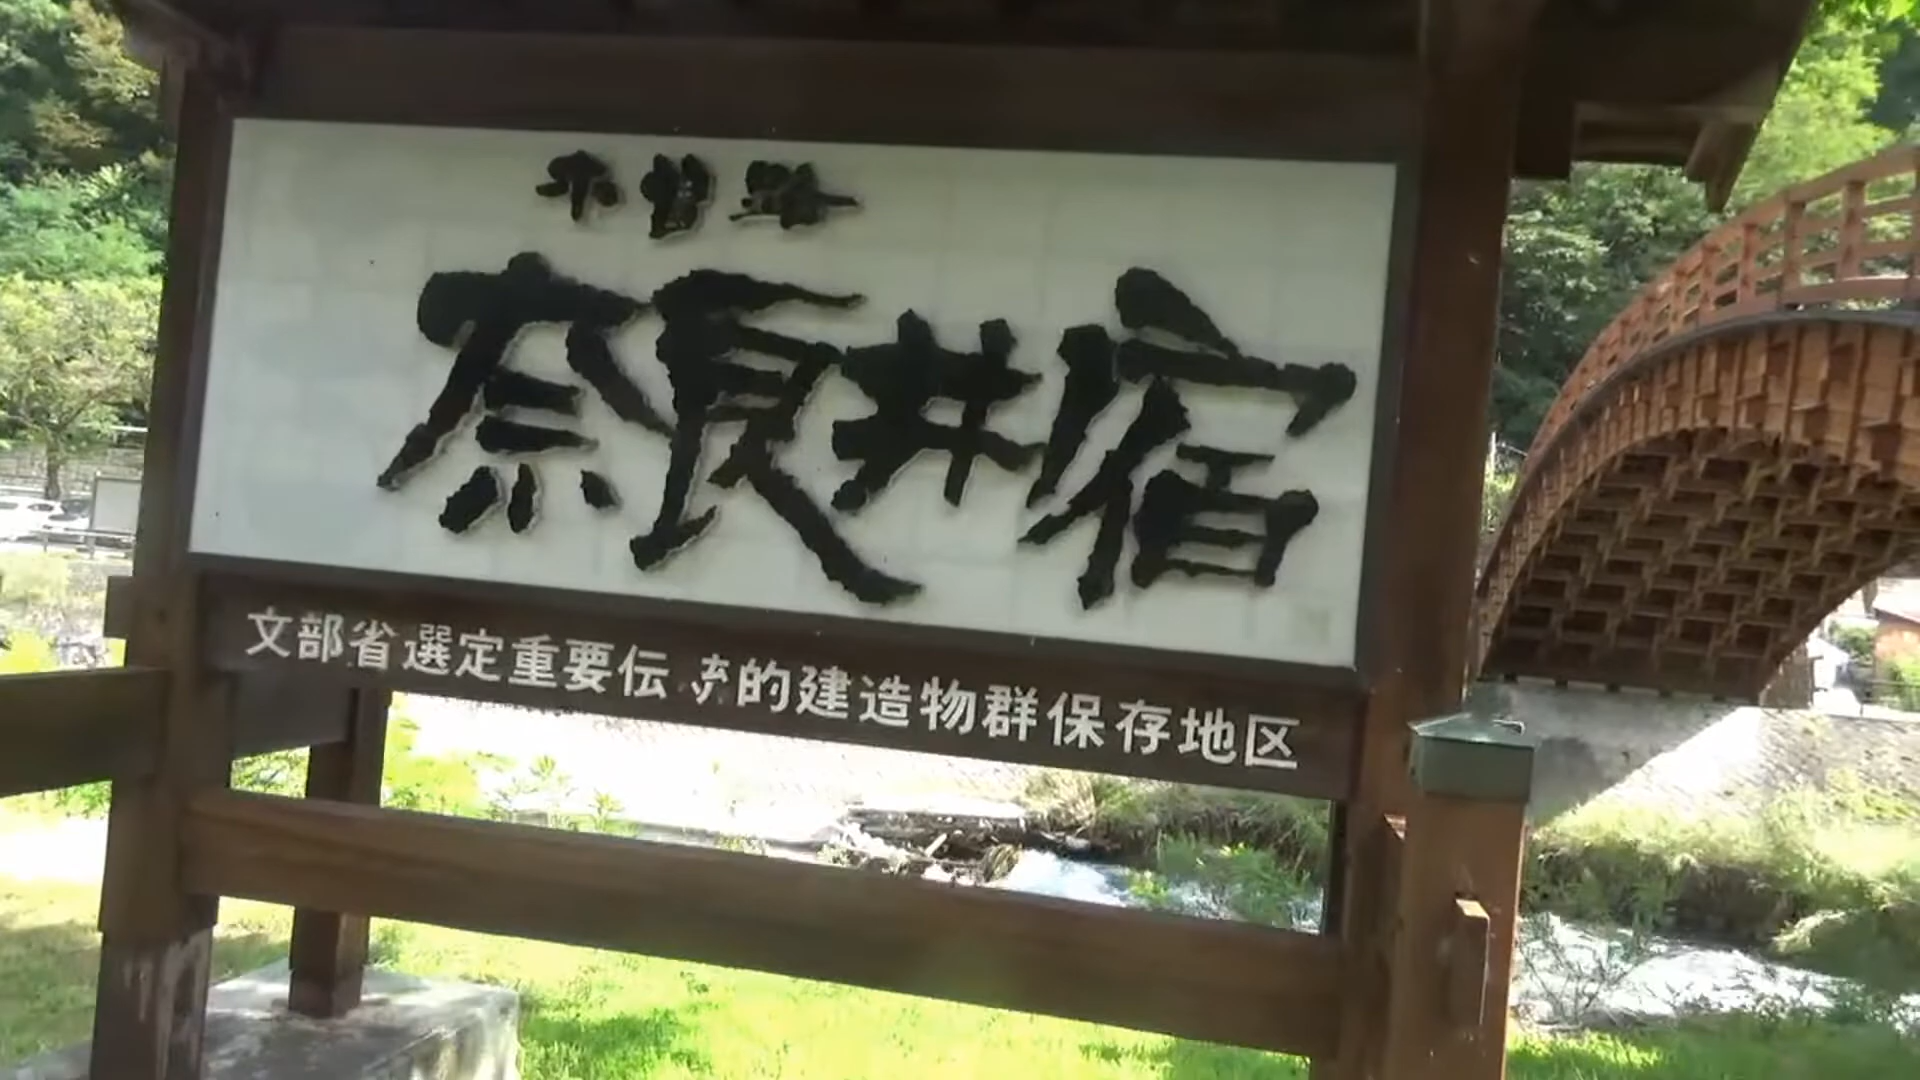 木曽路
奈良井宿
文部省選定重要伝 的建造物群保存地区